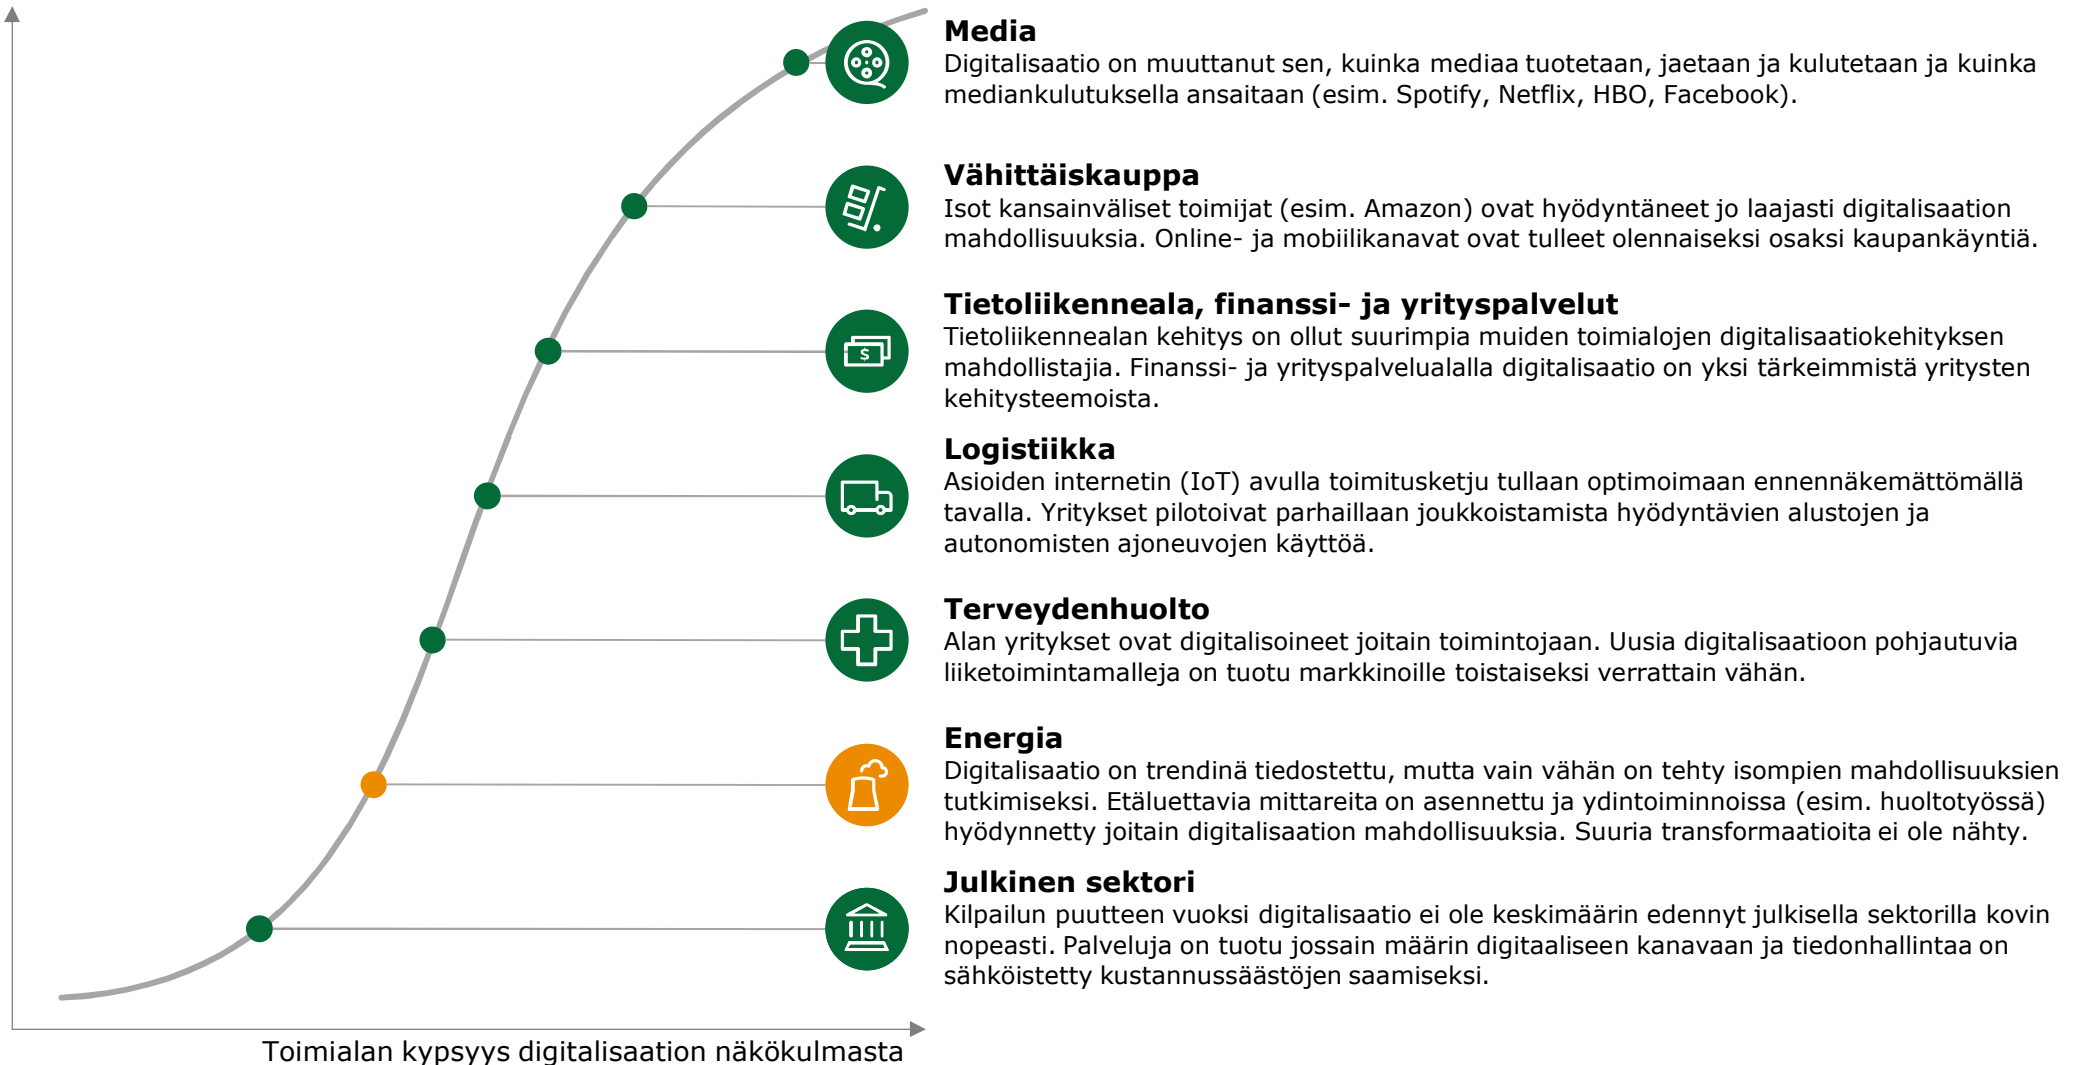 Media
Digitalisaatio on muuttanut sen, kuinka mediaa tuotetaan, jaetaan ja kulutetaan ja kuinka
mediankulutuksella ansaitaan (esim. Spotify, Netflix, HBO, Facebook).
Vähittäiskauppa
Isot kansainväliset toimijat (esim. Amazon) ovat hyödyntäneet jo laajasti digitalisaation
mahdollisuuksia. Online- ja mobiilikanavat ovat tulleet olennaiseksi osaksi kaupankäyntiä.
Tietoliikenneala, finanssi- ja yrityspalvelut
Tietoliikennealan kehitys on ollut suurimpia muiden toimialojen digitalisaatiokehityksen
mahdollistajia. Finanssi- ja yrityspalvelualalla digitalisaatio on yksi tärkeimmistä yritysten
kehitysteemoista.
$
Logistiikka
Asioiden internetin (IoT) avulla toimitusketju tullaan optimoimaan ennennäkemättömällä
tavalla. Yritykset pilotoivat parhaillaan joukkoistamista hyödyntävien alustojen ja
autonomisten ajoneuvojen käyttöä.
Terveydenhuolto
Alan yritykset ovat digitalisoineet joitain toimintojaan. Uusia digitalisaatioon pohjautuvia
liiketoimintamalleja on tuotu markkinoille toistaiseksi verrattain vähän.
Energia
Digitalisaatio on trendinä tiedostettu, mutta vain vähän on tehty isompien mahdollisuuksien
tutkimiseksi. Etäluettavia mittareita on asennettu ja ydintoiminnoissa (esim. huoltotyössä)
hyödynnetty joitain digitalisaation mahdollisuuksia. Suuria transformaatioita ei ole nähty.
Julkinen sektori
Kilpailun puutteen vuoksi digitalisaatio ei ole keskimäärin edennyt julkisella sektorilla kovin
nopeasti. Palveluja on tuotu jossain määrin digitaaliseen kanavaan ja tiedonhallintaa on
sähköistetty kustannussäästöjen saamiseksi.
Toimialan kypsyys digitalisaation näkökulmasta